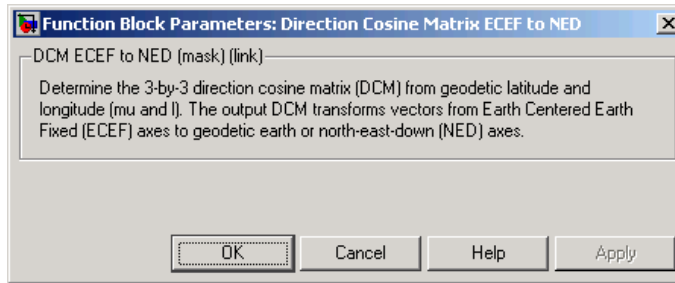 Function Block Parameters: Direction Cosine Matrix ECEF to NED
DCM ECEF to NED (mask) (link)
Determine the 3-by-3 direction cosine matrix (DCM) from geodetic latitude and
longitude (mu and l). The output DCM transforms vectors from Earth Centered Earth
Fixed (ECEF) axes to geodetic earth or north-east-down (NED) axes.
OK Cancel Help Apply